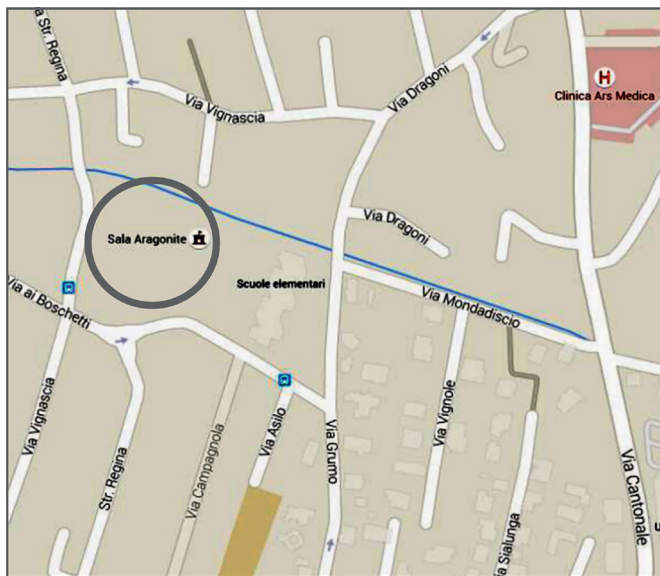 Str. Regina
Via Vignascia
Via Dragoni
H
Clinica Ars Medica
Sala Aragonite
Via Dragoni
Scuole elementari
Via ai Boschetti
Via Mondadiscio
Via Vignascia
Str. Regina
Via Campagnola
Via Asilo
Via Grumo
Via Vignole
Via Sialunga
Via Cantonale